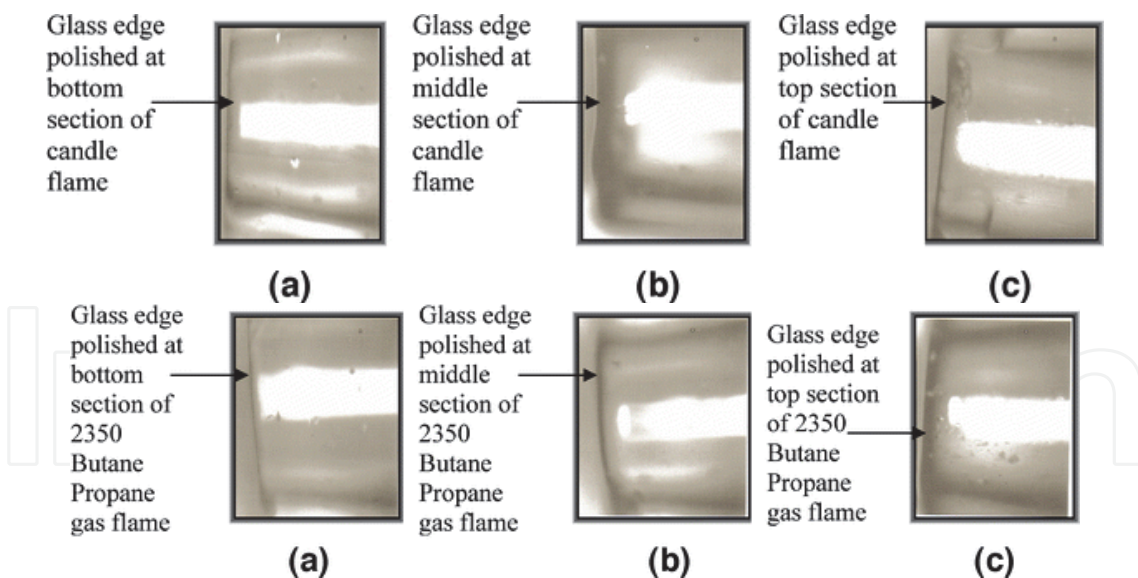 Glass edge
polished at
bottom
section of
candle
flame
(a)
Glass edge
polished at
middle
section of
candle
flame
(b)
Glass edge
polished at
top section
of candle
flame
(c)
Glass edge
polished at
bottom
section of
2350
Butane
Propane
gas flame
(a)
Glass edge
polished at
middle
section of
2350
Butane
Propane
gas flame
(b)
Glass edge
polished at
top section
of 2350
Butane
Propane
gas flame
(c)